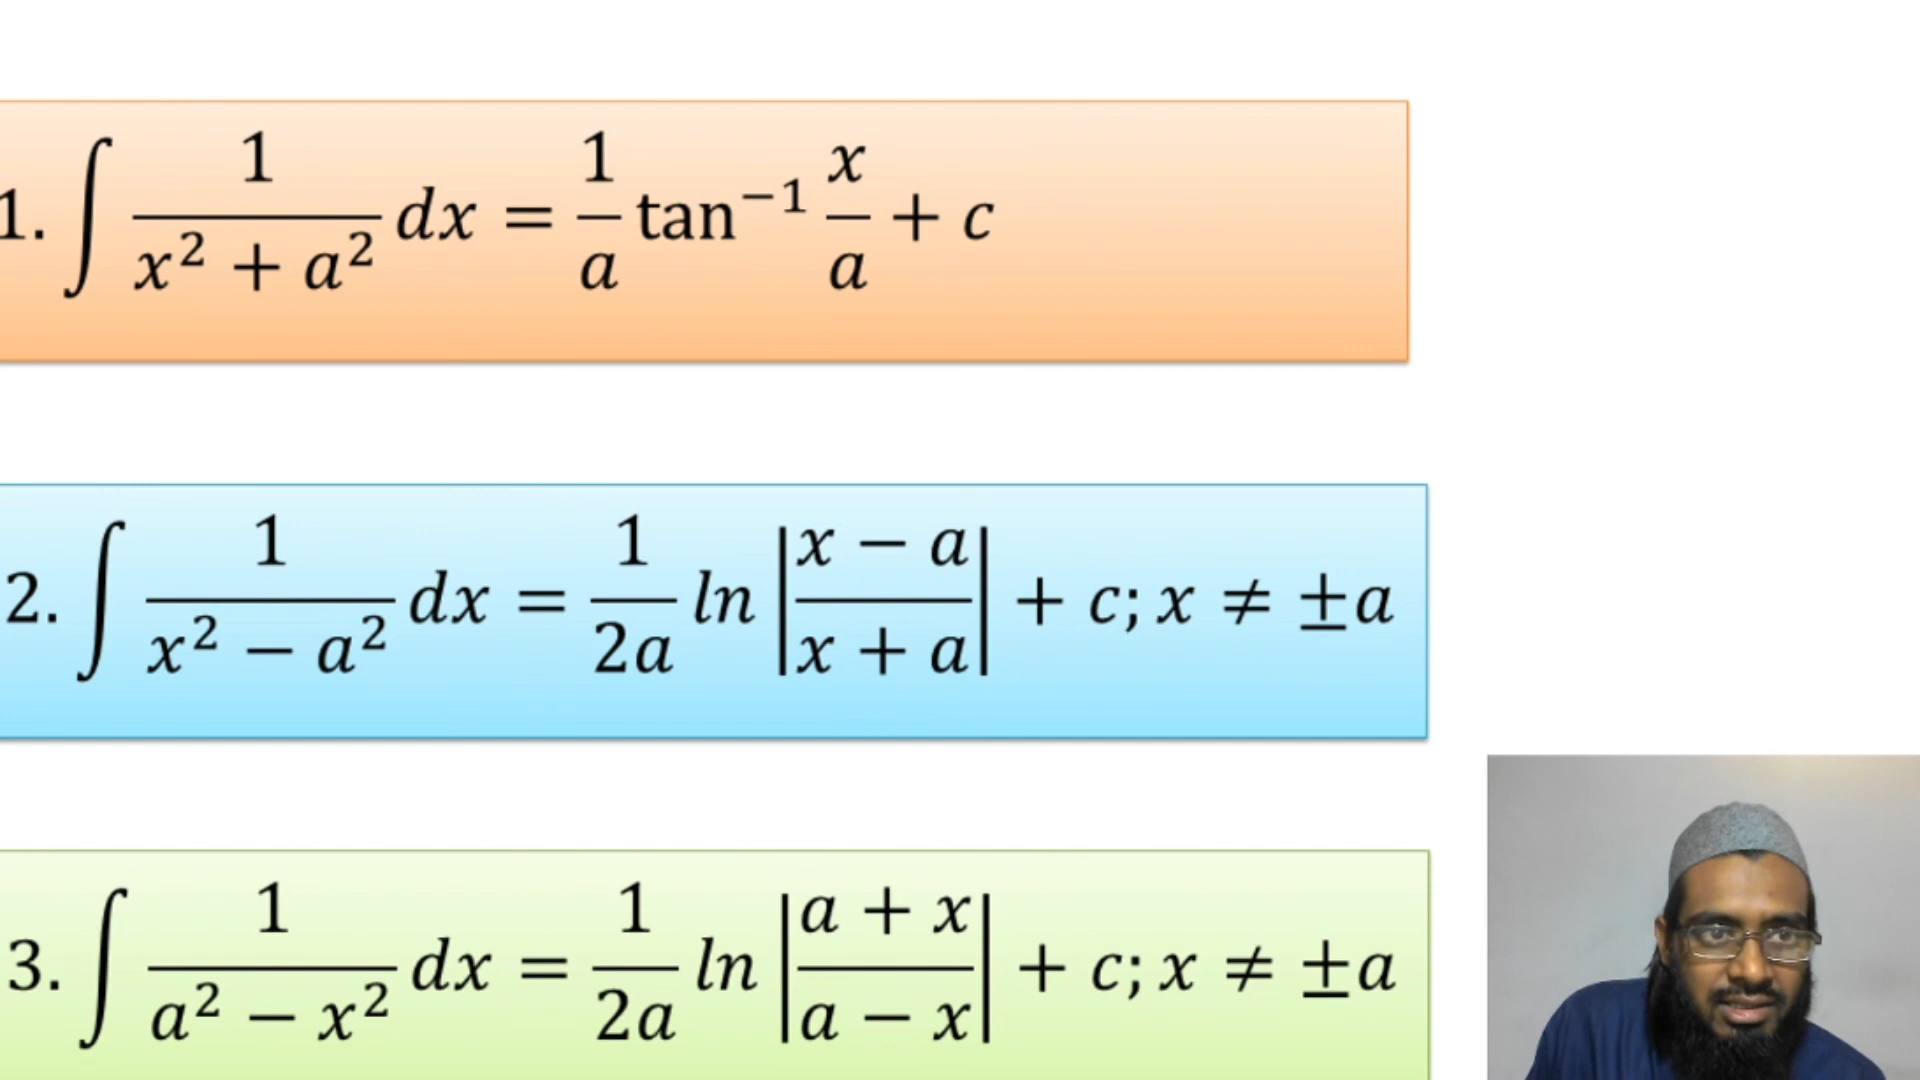 1. ∫ 1/(x² + a²) dx = 1/a tan⁻¹ x/a + c
2. ∫ 1/(x² − a²) dx = 1/2a ln |(x − a)/(x + a)| + c; x ≠ ±a
3. ∫ 1/(a² − x²) dx = 1/2a ln |(a + x)/(a − x)| + c; x ≠ ±a